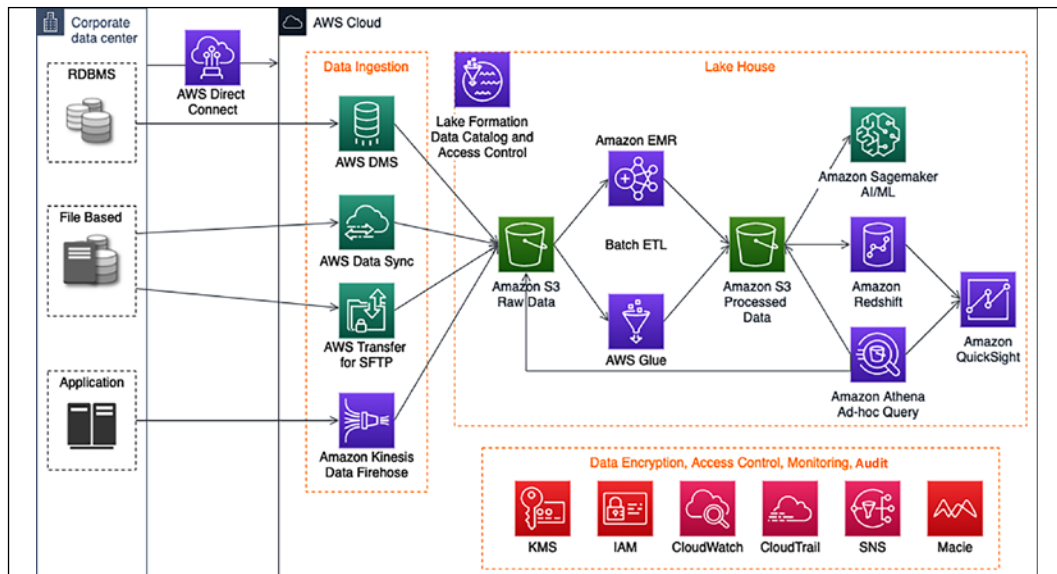 Corporate
data center
AWS Cloud
RDBMS
AWS Direct
Connect
Data Ingestion
Lake House
Lake Formation
Data Catalog and
Access Control
AWS DMS
Amazon EMR
Amazon Sagemaker
AI/ML
File Based
AWS Data Sync
Amazon S3
Raw Data
Batch ETL
Amazon S3
Processed
Data
Amazon
Redshift
AWS Transfer
for SFTP
AWS Glue
Amazon
QuickSight
Application
Amazon Athena
Ad-hoc Query
Amazon Kinesis
Data Firehose
Data Encryption, Access Control, Monitoring, Audit
KMS
IAM
CloudWatch
CloudTrail
SNS
Macie